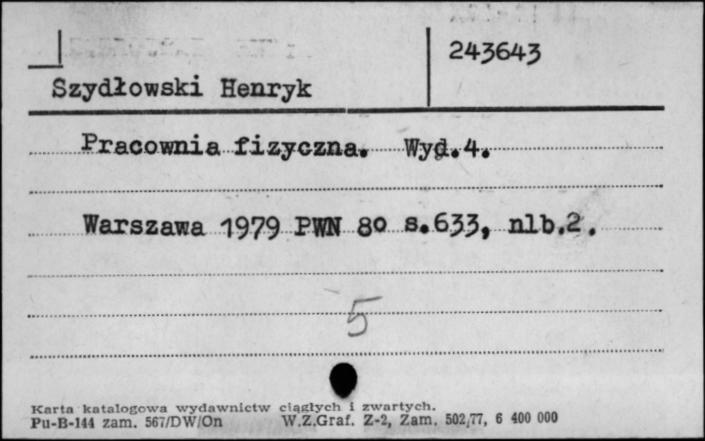 243643
Szydłowski Henryk
Pracownia fizyczna. Wyd.4.
Warszawa 1979 PWN 8o s.633, nlb.2.
5
Karta katalogowa wydawnictw ciągłych i zwartych.
Pu-B-144 zam. 567/DW/On W.Z.Graf. Z-2, Zam. 502,77, 6 400 000